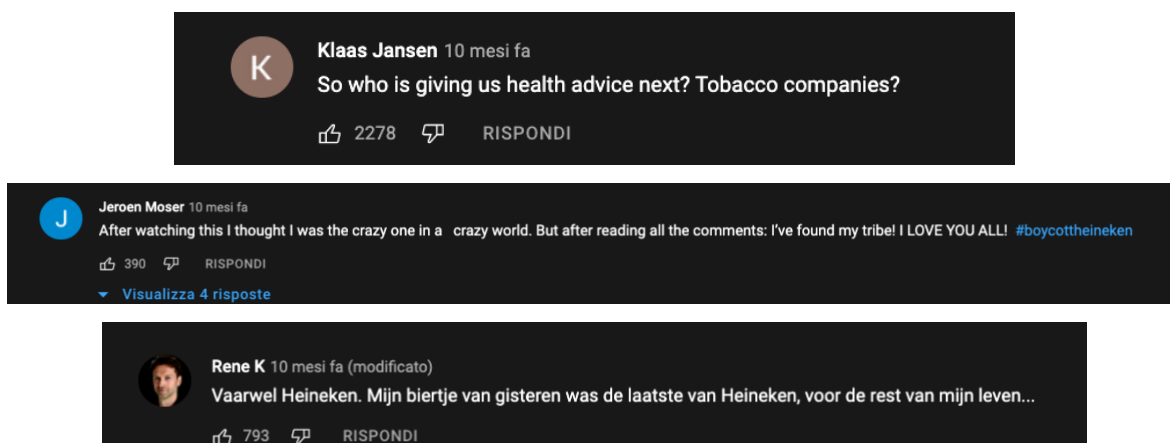 K
Klaas Jansen 10 mesi fa
So who is giving us health advice next? Tobacco companies?
2278 RISPONDI
J
Jeroen Moser 10 mesi fa
After watching this I thought I was the crazy one in a crazy world. But after reading all the comments: I've found my tribe! I LOVE YOU ALL! #boycottheineken
390 RISPONDI
Visualizza 4 risposte
Rene K 10 mesi fa (modificato)
Vaarwel Heineken. Mijn biertje van gisteren was de laatste van Heineken, voor de rest van mijn leven...
793 RISPONDI